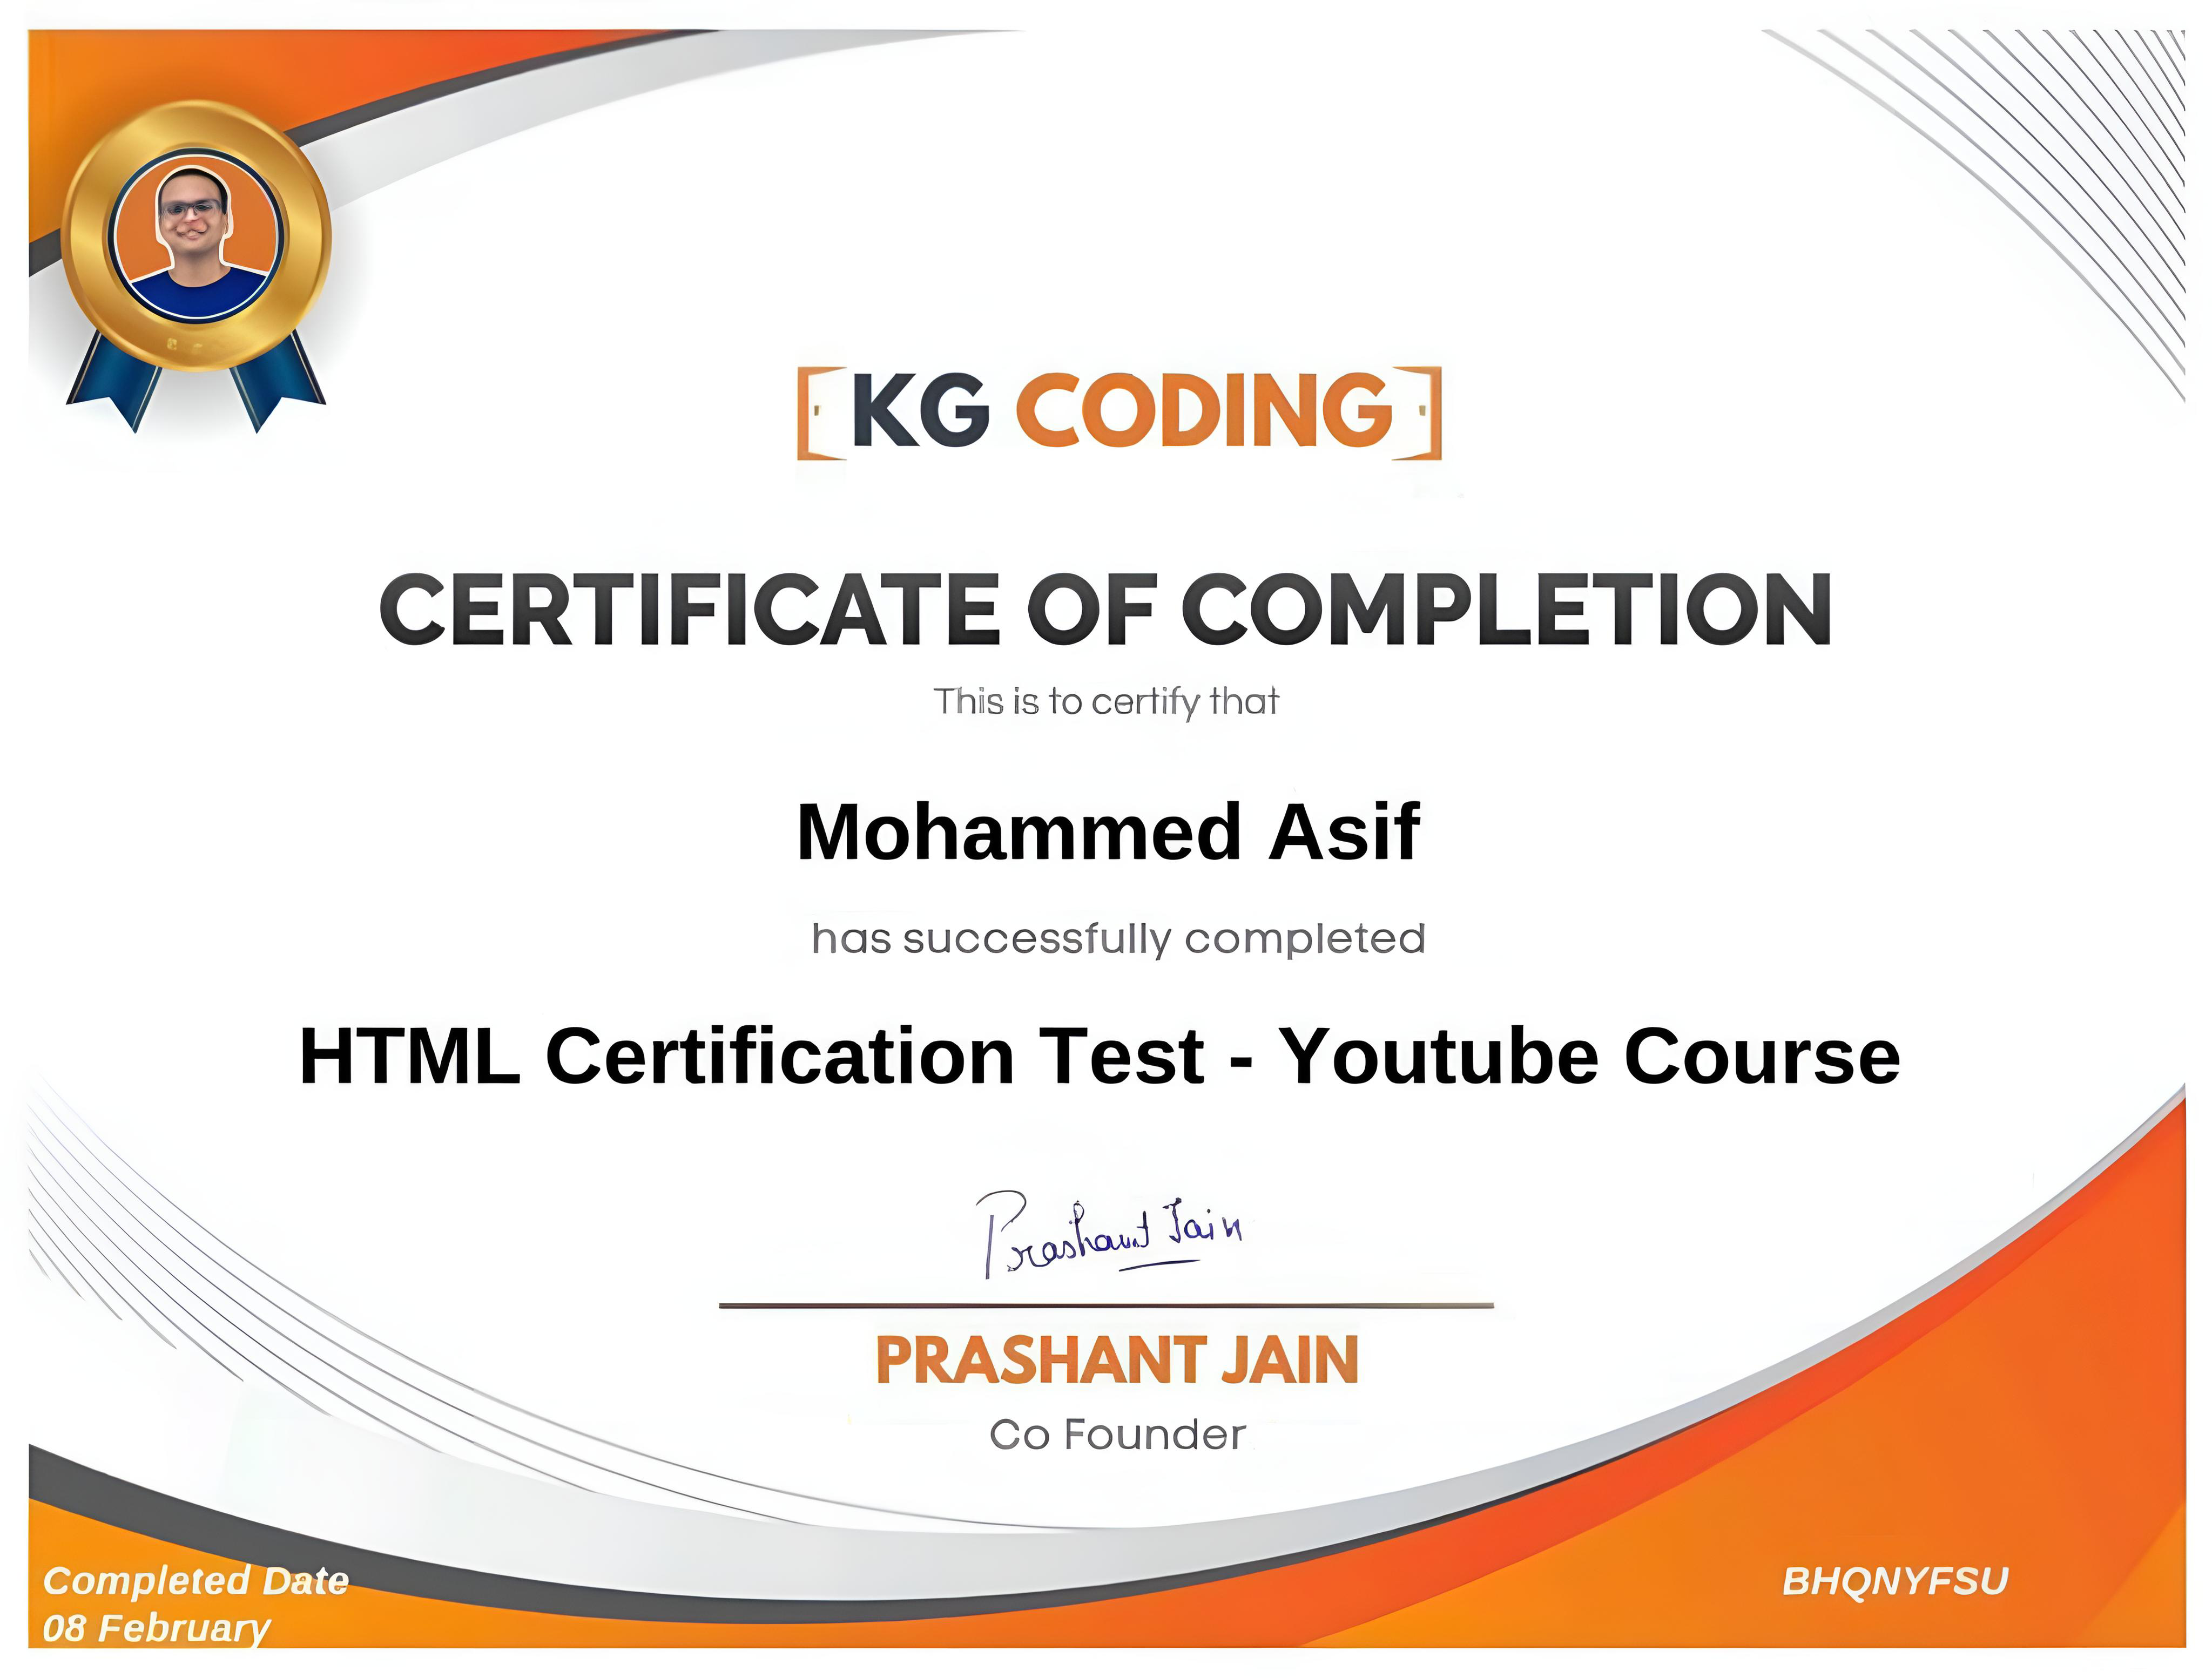 [KG CODING]
CERTIFICATE OF COMPLETION
This is to certify that
Mohammed Asif
has successfully completed
HTML Certification Test - Youtube Course
Prashant Jain
PRASHANT JAIN
Co Founder
Completed Date
08 February
BHQNYFSU